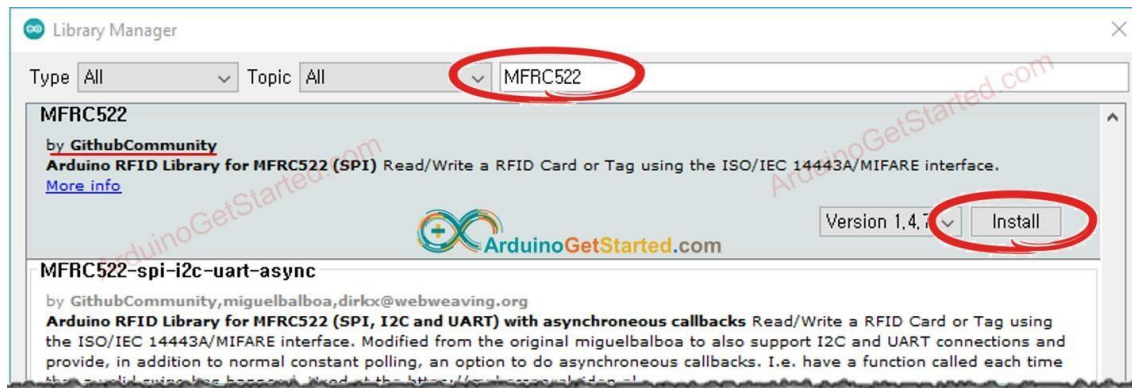 Library Manager
Type All Topic All MFRC522
MFRC522
by GithubCommunity
Arduino RFID Library for MFRC522 (SPI) Read/Write a RFID Card or Tag using the ISO/IEC 14443A/MIFARE interface.
More info
ArduinoGetStarted.com
ArduinoGetStarted.com
Version 1.4.7 Install
ArduinoGetStarted.com
MFRC522-spi-i2c-uart-async
by GithubCommunity,miguelbalboa,dirkx@webweaving.org
Arduino RFID Library for MFRC522 (SPI, I2C and UART) with asynchroneous callbacks Read/Write a RFID Card or Tag using
the ISO/IEC 14443A/MIFARE interface. Modified from the original miguelbalboa to also support I2C and UART connections and
provide, in addition to normal constant polling, an option to do asynchroneous callbacks. I.e. have a function called each time